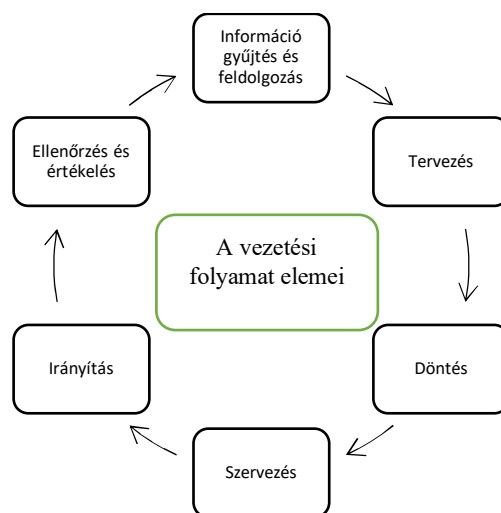 Információ
gyűjtés és
feldolgozás
Tervezés
Döntés
Szervezés
Irányítás
Ellenőrzés és
értékelés
A vezetési
folyamat elemei